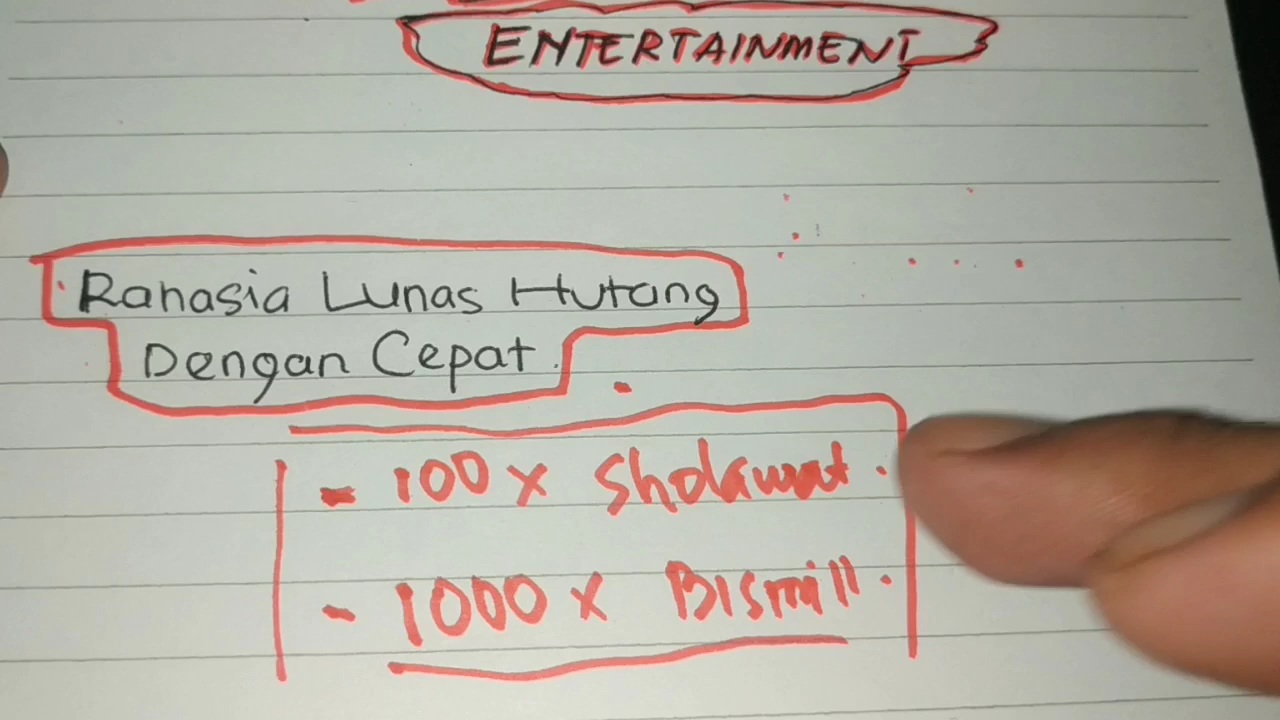 ENTERTAINMENT
Rahasia Lunas Hutang
Dengan Cepat.
- 100 x Sholawat.
- 1000 x Bismill.